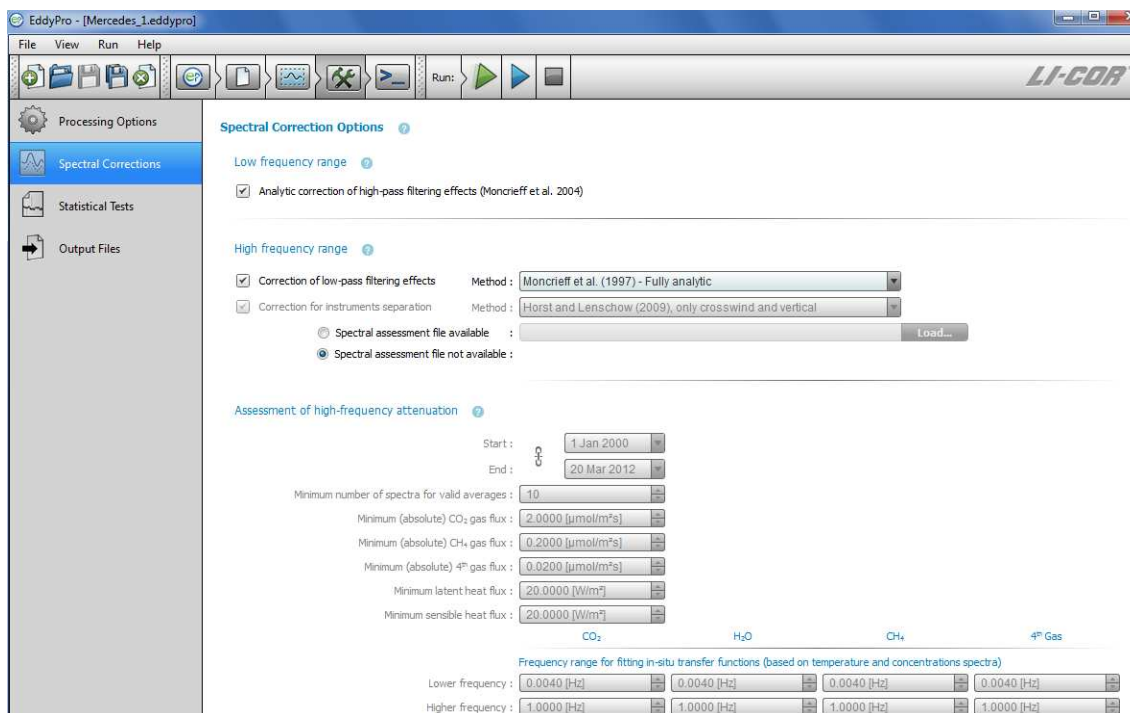 EddyPro - [Mercedes_1.eddypro]
File View Run Help
Run:
LI-COR
Processing Options
Spectral Corrections
Statistical Tests
Output Files
Spectral Correction Options ?
Low frequency range ?
Analytic correction of high-pass filtering effects (Moncrieff et al. 2004)
High frequency range ?
Correction of low-pass filtering effects Method : Moncrieff et al. (1997) - Fully analytic
Correction for instruments separation Method : Horst and Lenschow (2009), only crosswind and vertical
Spectral assessment file available : Load...
Spectral assessment file not available :
Assessment of high-frequency attenuation ?
Start : 1 Jan 2000
End : 20 Mar 2012
Minimum number of spectra for valid averages : 10
Minimum (absolute) CO₂ gas flux : 2.0000 [µmol/m²s]
Minimum (absolute) CH₄ gas flux : 0.2000 [µmol/m²s]
Minimum (absolute) 4ᵗʰ gas flux : 0.0200 [µmol/m²s]
Minimum latent heat flux : 20.0000 [W/m²]
Minimum sensible heat flux : 20.0000 [W/m²]
CO₂ H₂O CH₄ 4ᵗʰ Gas
Frequency range for fitting in-situ transfer functions (based on temperature and concentrations spectra)
Lower frequency : 0.0040 [Hz] 0.0040 [Hz] 0.0040 [Hz] 0.0040 [Hz]
Higher frequency : 1.0000 [Hz] 1.0000 [Hz] 1.0000 [Hz] 1.0000 [Hz]